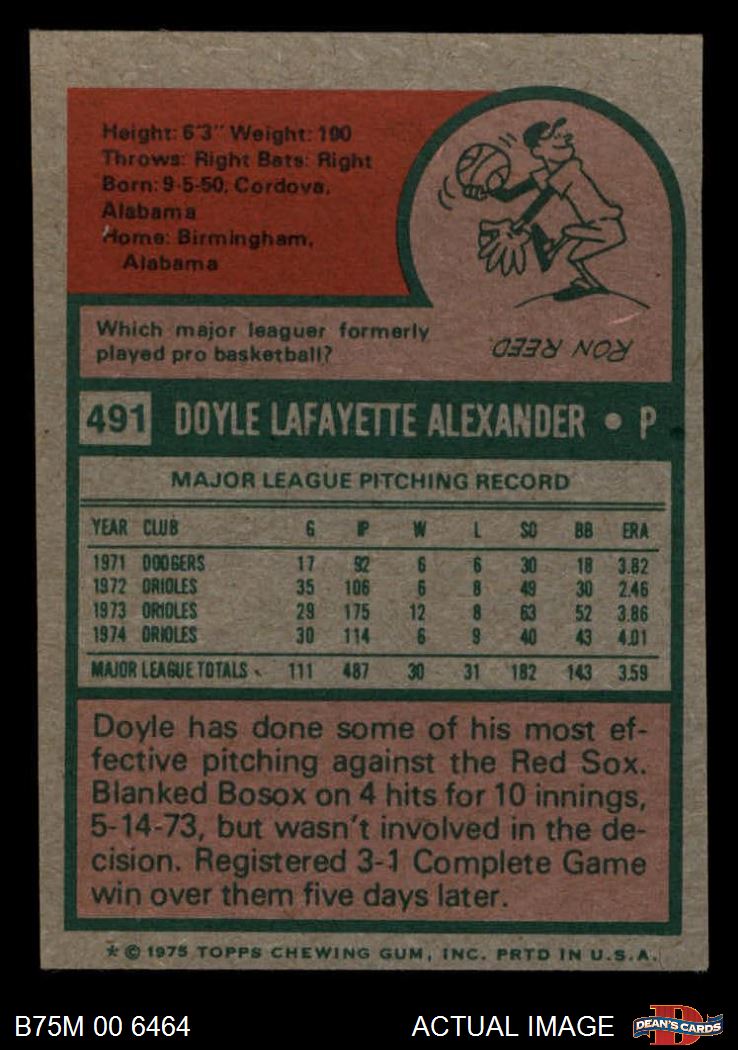 Height: 6'3" Weight: 190
Throws: Right Bats: Right
Born: 9-5-50, Cordova,
Alabama
Home: Birmingham,
Alabama
Which major leaguer formerly
played pro basketball?
RON REED
491 DOYLE LAFAYETTE ALEXANDER • P
MAJOR LEAGUE PITCHING RECORD
YEAR CLUB G IP W L SO BB ERA
1971 DODGERS 17 92 6 6 30 18 3.82
1972 ORIOLES 35 106 6 8 49 30 2.46
1973 ORIOLES 29 175 12 8 63 52 3.86
1974 ORIOLES 30 114 6 9 40 43 4.01
MAJOR LEAGUE TOTALS 111 487 30 31 182 143 3.59
Doyle has done some of his most ef-
fective pitching against the Red Sox.
Blanked Bosox on 4 hits for 10 innings,
5-14-73, but wasn't involved in the de-
cision. Registered 3-1 Complete Game
win over them five days later.
* © 1975 TOPPS CHEWING GUM, INC. PRTD IN U.S.A.
B75M 00 6464 ACTUAL IMAGE DEAN'S CARDS